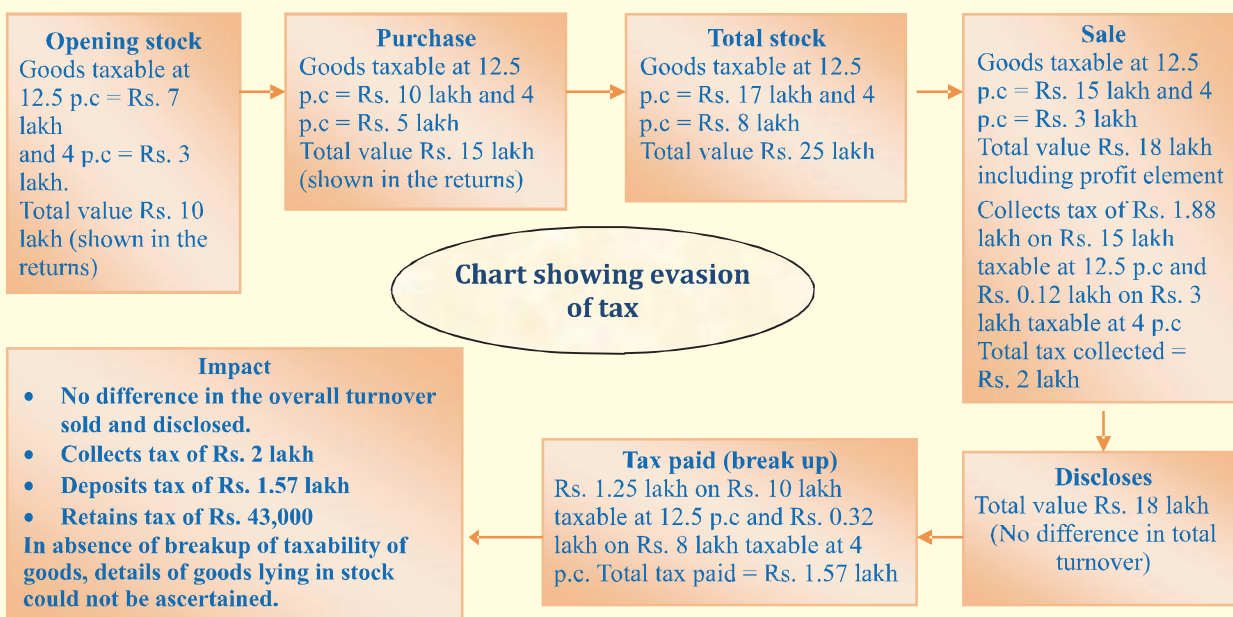 Opening stock
Goods taxable at
12.5 p.c = Rs. 7
lakh
and 4 p.c = Rs. 3
lakh.
Total value Rs. 10
lakh (shown in the
returns)
Purchase
Goods taxable at 12.5
p.c = Rs. 10 lakh and 4
p.c = Rs. 5 lakh
Total value Rs. 15 lakh
(shown in the returns)
Total stock
Goods taxable at 12.5
p.c = Rs. 17 lakh and 4
p.c = Rs. 8 lakh
Total value Rs. 25 lakh
Sale
Goods taxable at 12.5
p.c = Rs. 15 lakh and 4
p.c = Rs. 3 lakh
Total value Rs. 18 lakh
including profit element
Collects tax of Rs. 1.88
lakh on Rs. 15 lakh
taxable at 12.5 p.c and
Rs. 0.12 lakh on Rs. 3
lakh taxable at 4 p.c
Total tax collected =
Rs. 2 lakh
Chart showing evasion
of tax
Discloses
Total value Rs. 18 lakh
(No difference in total
turnover)
Tax paid (break up)
Rs. 1.25 lakh on Rs. 10 lakh
taxable at 12.5 p.c and Rs. 0.32
lakh on Rs. 8 lakh taxable at 4
p.c. Total tax paid = Rs. 1.57 lakh
Impact
• No difference in the overall turnover
sold and disclosed.
• Collects tax of Rs. 2 lakh
• Deposits tax of Rs. 1.57 lakh
• Retains tax of Rs. 43,000
In absence of breakup of taxability of
goods, details of goods lying in stock
could not be ascertained.